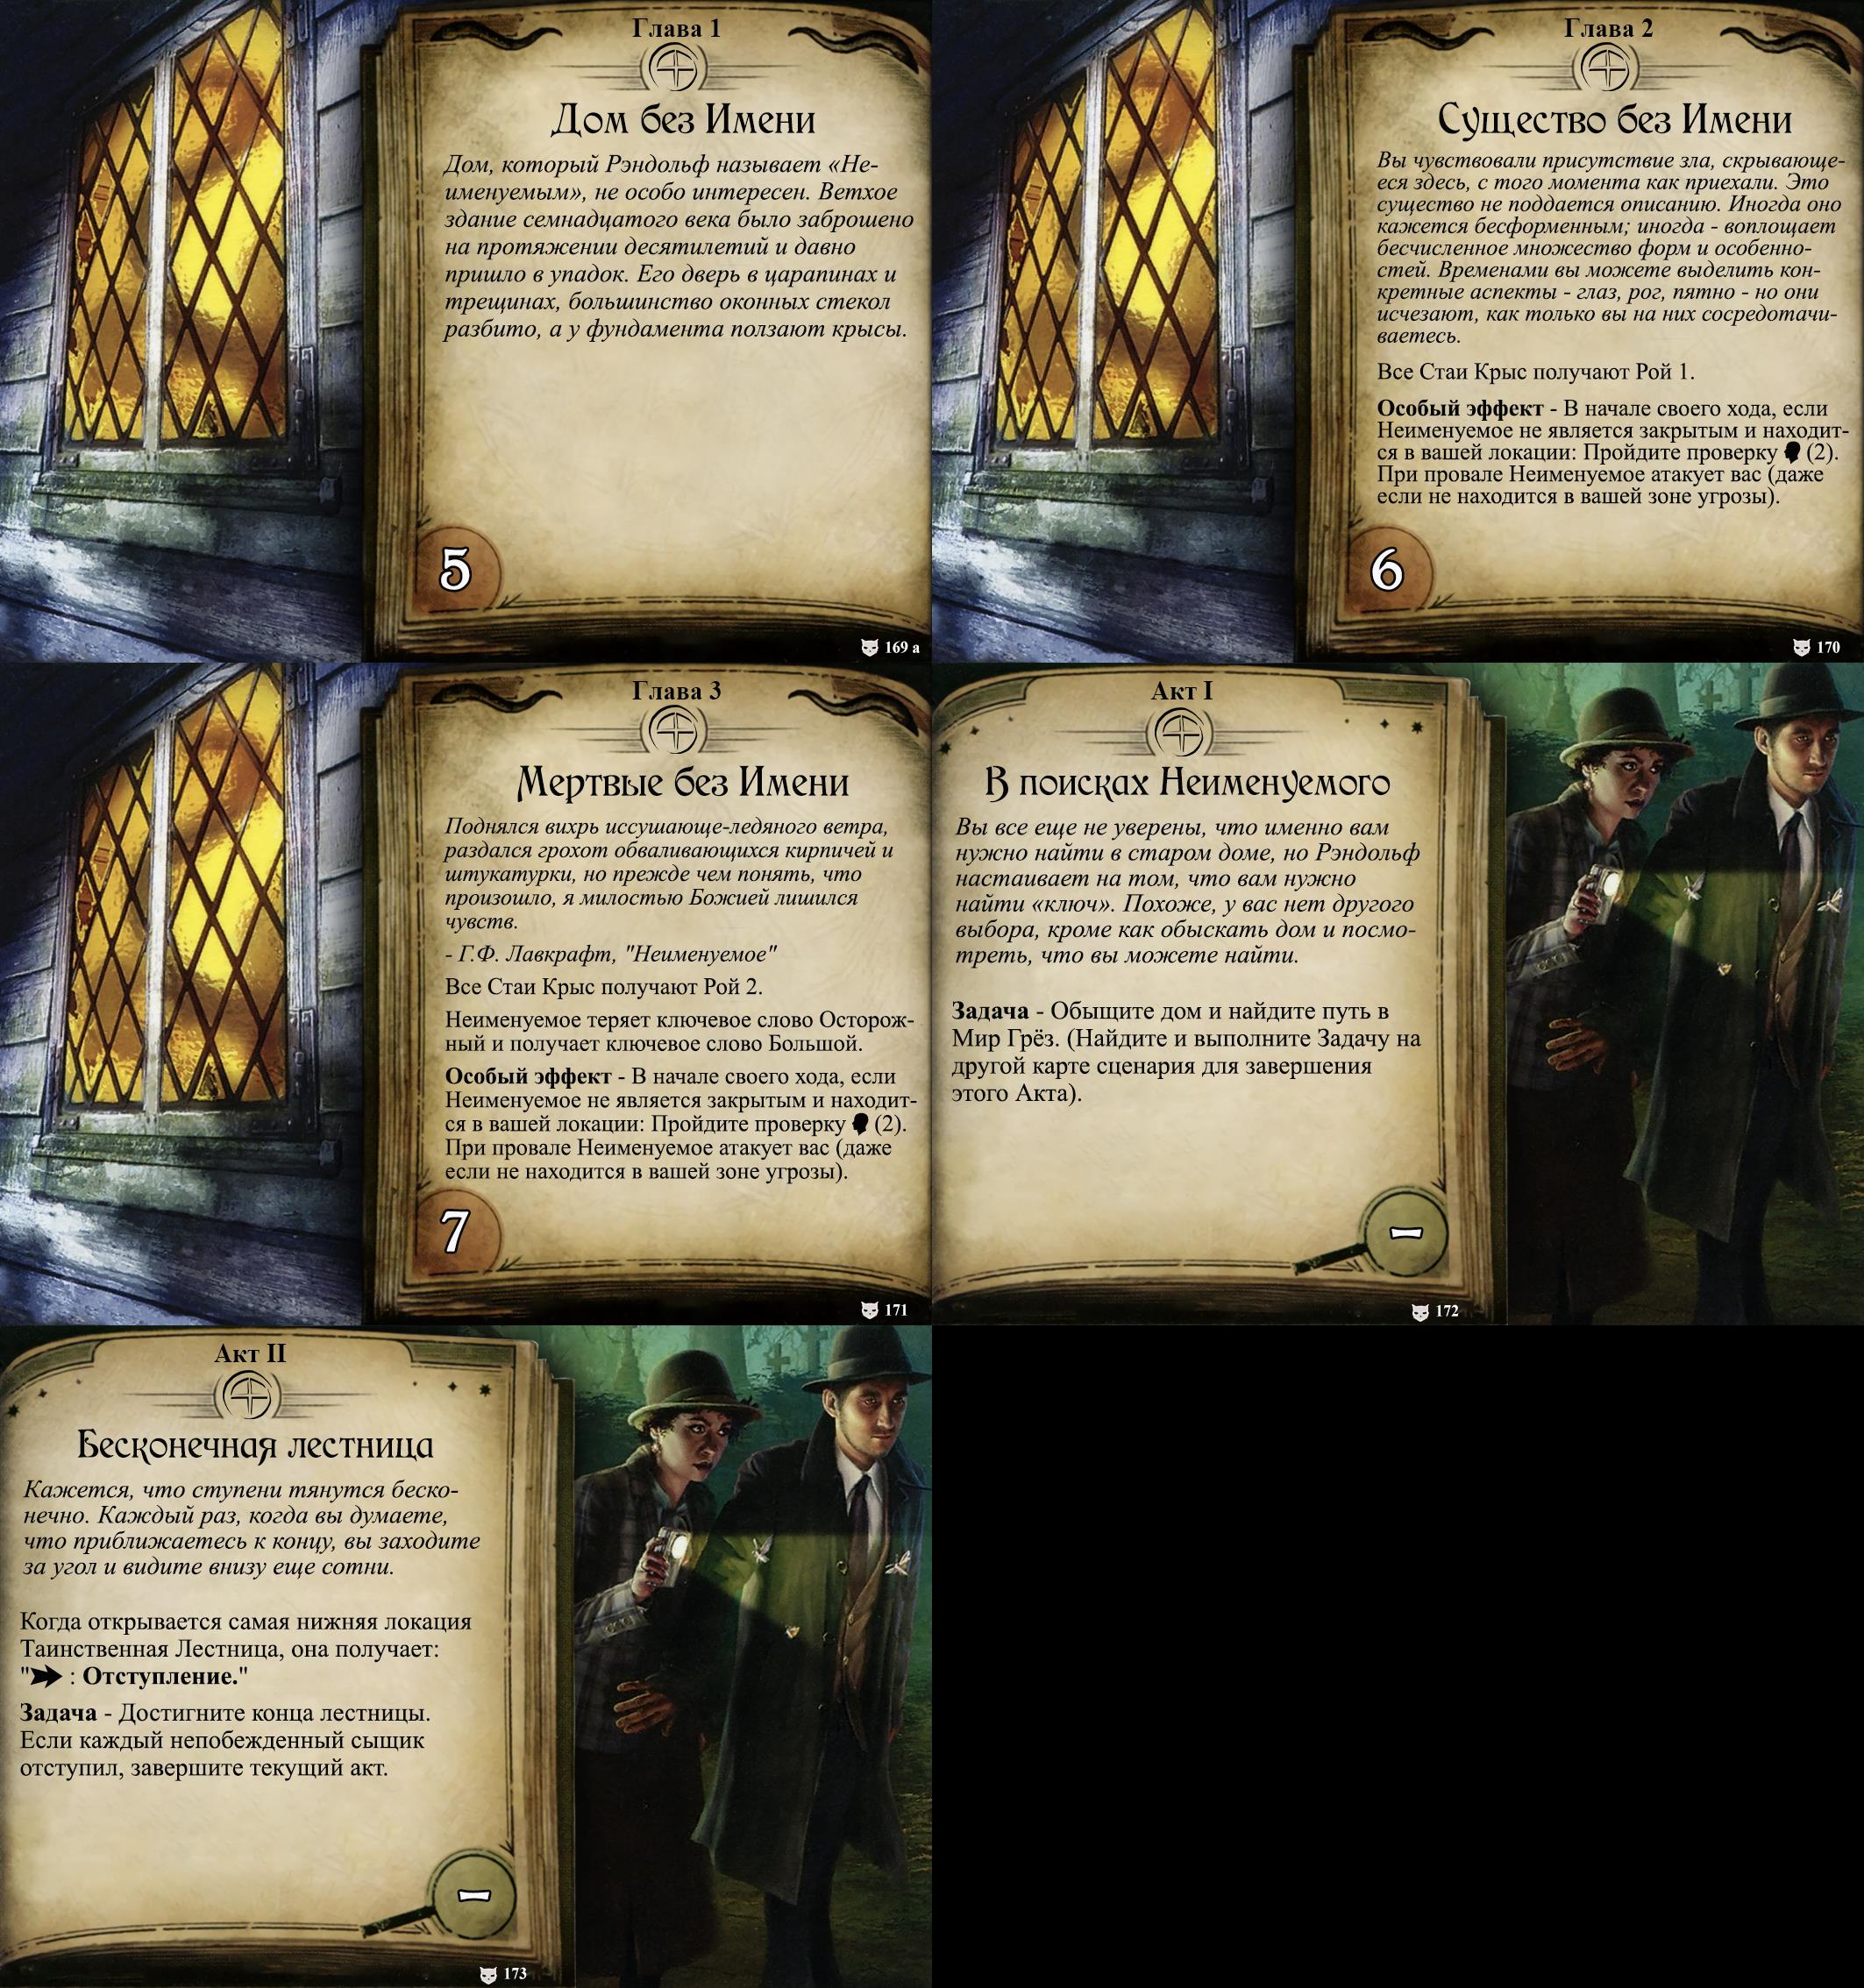 Глава 1
Дом без Имени
Дом, который Рэндольф называет «Не-
именуемым», не особо интересен. Ветхое
здание семнадцатого века было заброшено
на протяжении десятилетий и давно
пришло в упадок. Его дверь в царапинах и
трещинах, большинство оконных стекол
разбито, а у фундамента ползают крысы.
5
169 a
Глава 2
Существо без Имени
Вы чувствовали присутствие зла, скрывающе-
еся здесь, с того момента как приехали. Это
существо не поддается описанию. Иногда оно
кажется бесформенным; иногда - воплощает
бесчисленное множество форм и особенно-
стей. Временами вы можете выделить кон-
кретные аспекты - глаз, рог, пятно - но они
исчезают, как только вы на них сосредотачи-
ваетесь.
Все Стаи Крыс получают Рой 1.
Особый эффект - В начале своего хода, если
Неименуемое не является закрытым и находит-
ся в вашей локации: Пройдите проверку (2).
При провале Неименуемое атакует вас (даже
если не находится в вашей зоне угрозы).
6
170
Глава 3
Мертвые без Имени
Поднялся вихрь иссушающе-ледяного ветра,
раздался грохот обваливающихся кирпичей и
штукатурки, но прежде чем понять, что
произошло, я милостью Божией лишился
чувств.
- Г.Ф. Лавкрафт, "Неименуемое"
Все Стаи Крыс получают Рой 2.
Неименуемое теряет ключевое слово Осторож-
ный и получает ключевое слово Большой.
Особый эффект - В начале своего хода, если
Неименуемое не является закрытым и находит-
ся в вашей локации: Пройдите проверку (2).
При провале Неименуемое атакует вас (даже
если не находится в вашей зоне угрозы).
7
171
Акт I
В поисках Неименуемого
Вы все еще не уверены, что именно вам
нужно найти в старом доме, но Рэндольф
настаивает на том, что вам нужно
найти «ключ». Похоже, у вас нет другого
выбора, кроме как обыскать дом и посмо-
треть, что вы можете найти.
Задача - Обыщите дом и найдите путь в
Мир Грёз. (Найдите и выполните Задачу на
другой карте сценария для завершения
этого Акта).
-
172
Акт II
Бесконечная лестница
Кажется, что ступени тянутся беско-
нечно. Каждый раз, когда вы думаете,
что приближаетесь к концу, вы заходите
за угол и видите внизу еще сотни.
Когда открывается самая нижняя локация
Таинственная Лестница, она получает:
" : Отступление."
Задача - Достигните конца лестницы.
Если каждый непобежденный сыщик
отступил, завершите текущий акт.
-
173